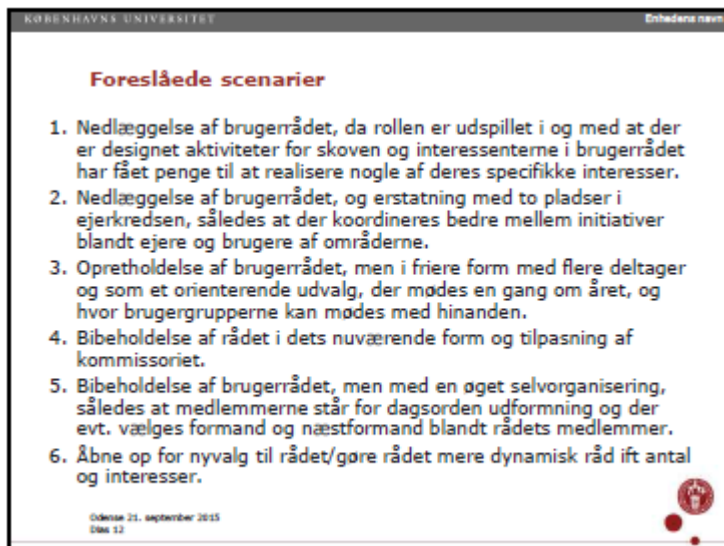 KØBENHAVNS UNIVERSITET
Enhedens navn
Foreslåede scenarier
1. Nedlæggelse af brugerrådet, da rollen er udspillet i og med at der
er designet aktiviteter for skoven og interessenterne i brugerrådet
har fået penge til at realisere nogle af deres specifikke interesser.
2. Nedlæggelse af brugerrådet, og erstatning med to pladser i
ejerkredsen, således at der koordineres bedre mellem initiativer
blandt ejere og brugere af områderne.
3. Opretholdelse af brugerrådet, men i friere form med flere deltager
og som et orienterende udvalg, der mødes en gang om året, og
hvor brugergrupperne kan mødes med hinanden.
4. Bibeholdelse af rådet i dets nuværende form og tilpasning af
kommissoriet.
5. Bibeholdelse af brugerrådet, men med en øget selvorganisering,
således at medlemmerne står for dagsorden udformning og der
evt. vælges formand og næstformand blandt rådets medlemmer.
6. Åbne op for nyvalg til rådet/gøre rådet mere dynamisk råd ift antal
og interesser.
Odense 21. september 2015
Dias 12